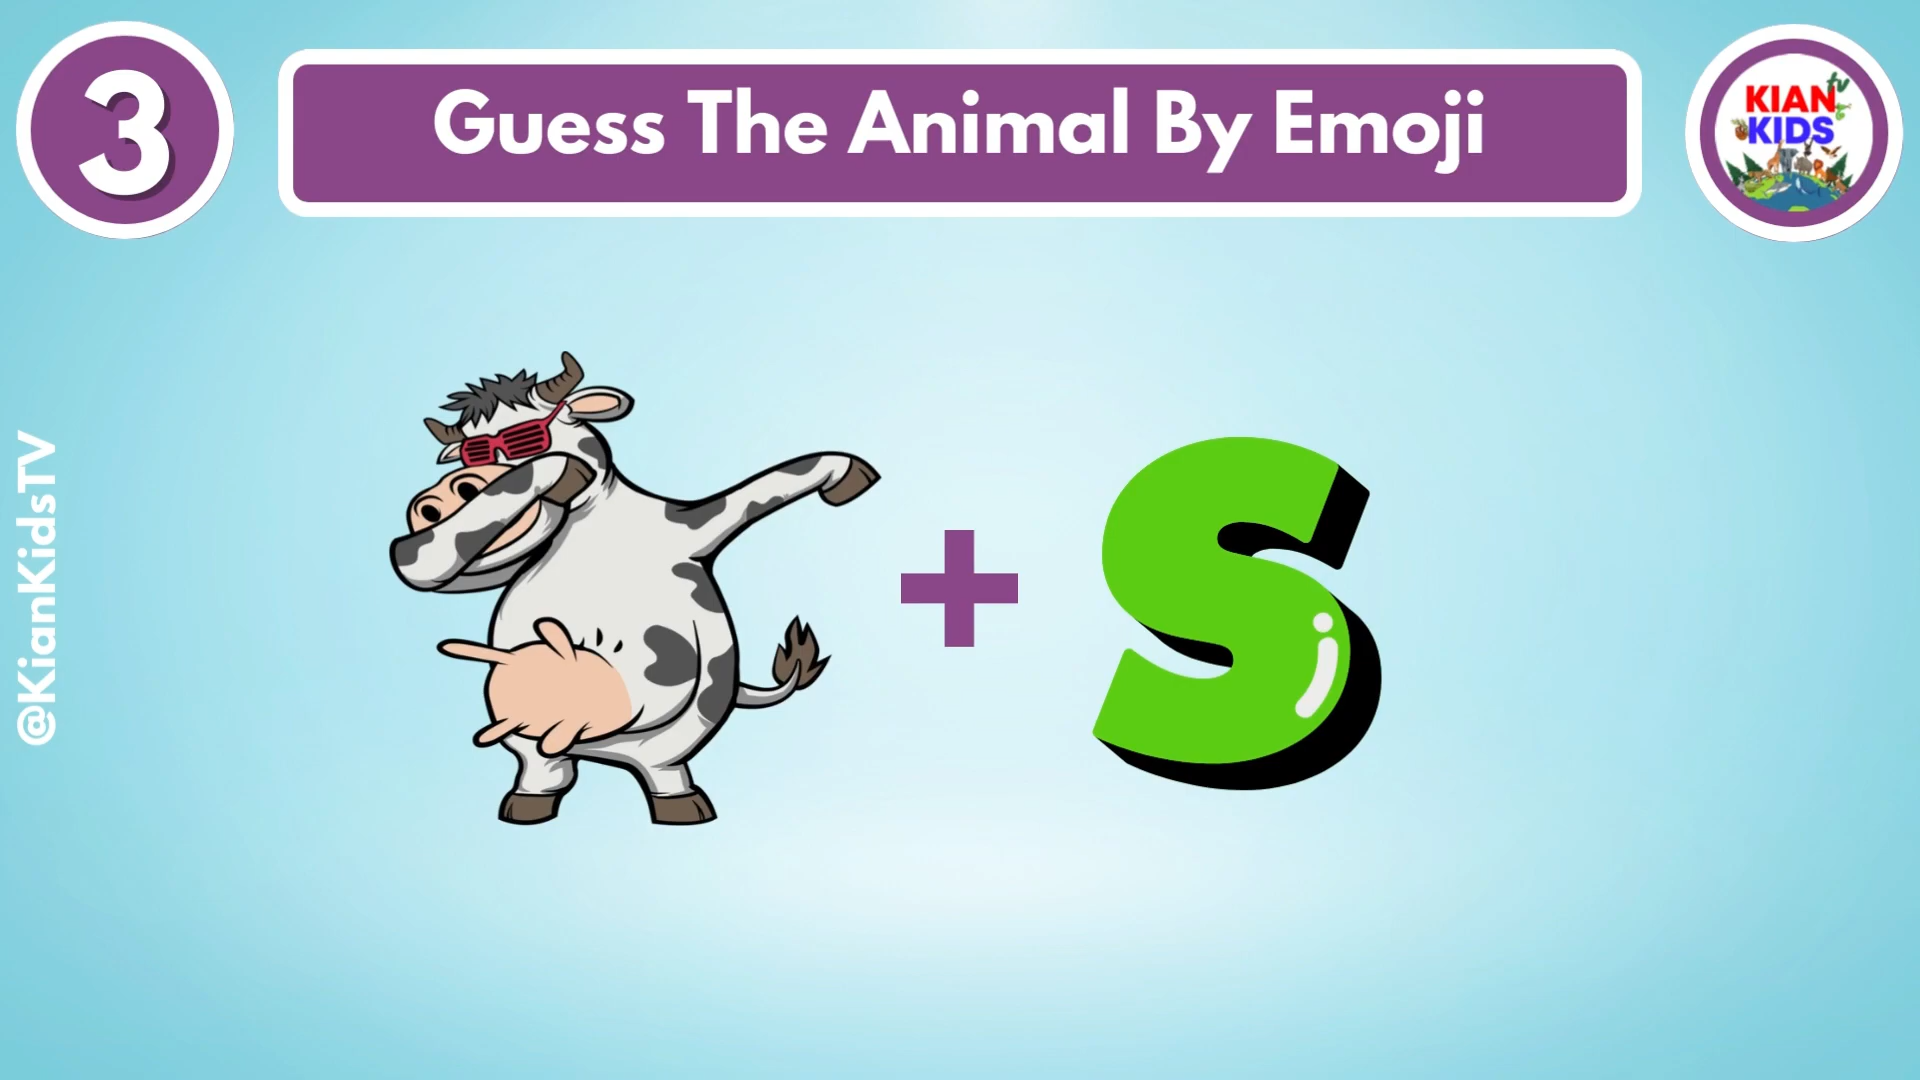 3
Guess The Animal By Emoji
KIAN tv
KIDS
@KianKidsTV
+
S